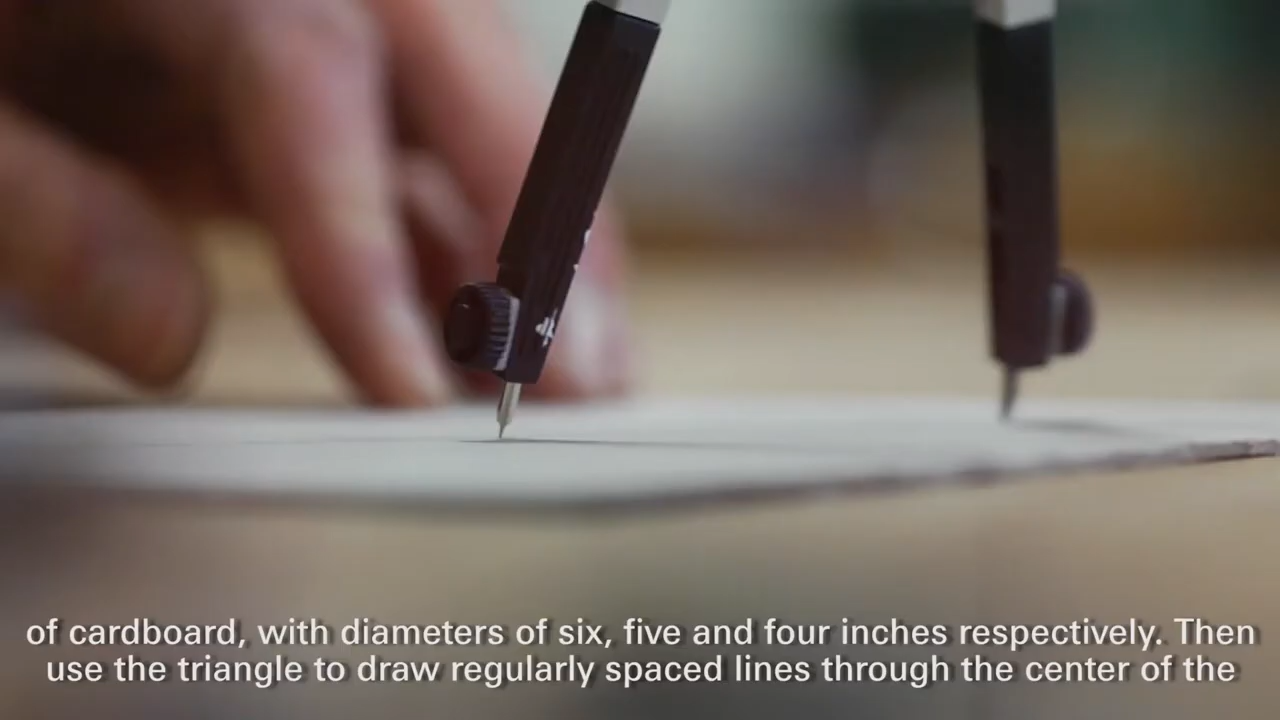 of cardboard, with diameters of six, five and four inches respectively. Then
use the triangle to draw regularly spaced lines through the center of the